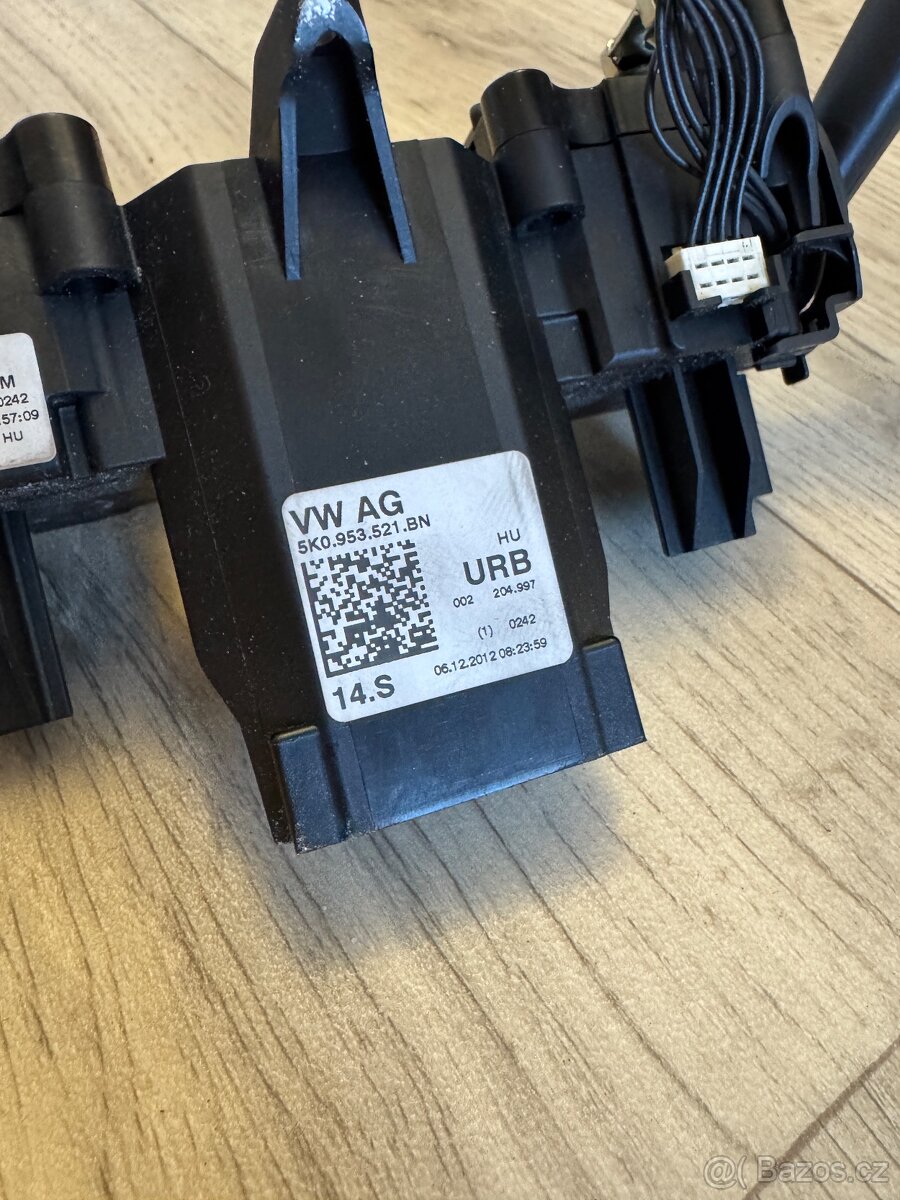 M
0242
.57:09
HU
VW AG
5K0.953.521.BN
HU
URB
002 204.997
(1) 0242
06.12.2012 08:23:59
14.S
@( Bazos.cz